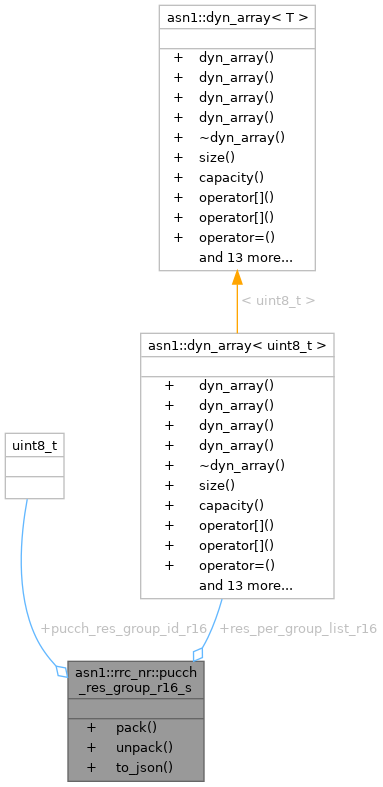 asn1::dyn_array< T >
+ dyn_array()
+ dyn_array()
+ dyn_array()
+ dyn_array()
+ ~dyn_array()
+ size()
+ capacity()
+ operator[]()
+ operator[]()
+ operator=()
and 13 more...
< uint8_t >
asn1::dyn_array< uint8_t >
+ dyn_array()
+ dyn_array()
+ dyn_array()
+ dyn_array()
+ ~dyn_array()
+ size()
+ capacity()
+ operator[]()
+ operator[]()
+ operator=()
and 13 more...
uint8_t
+pucch_res_group_id_r16
+res_per_group_list_r16
asn1::rrc_nr::pucch
_res_group_r16_s
+ pack()
+ unpack()
+ to_json()